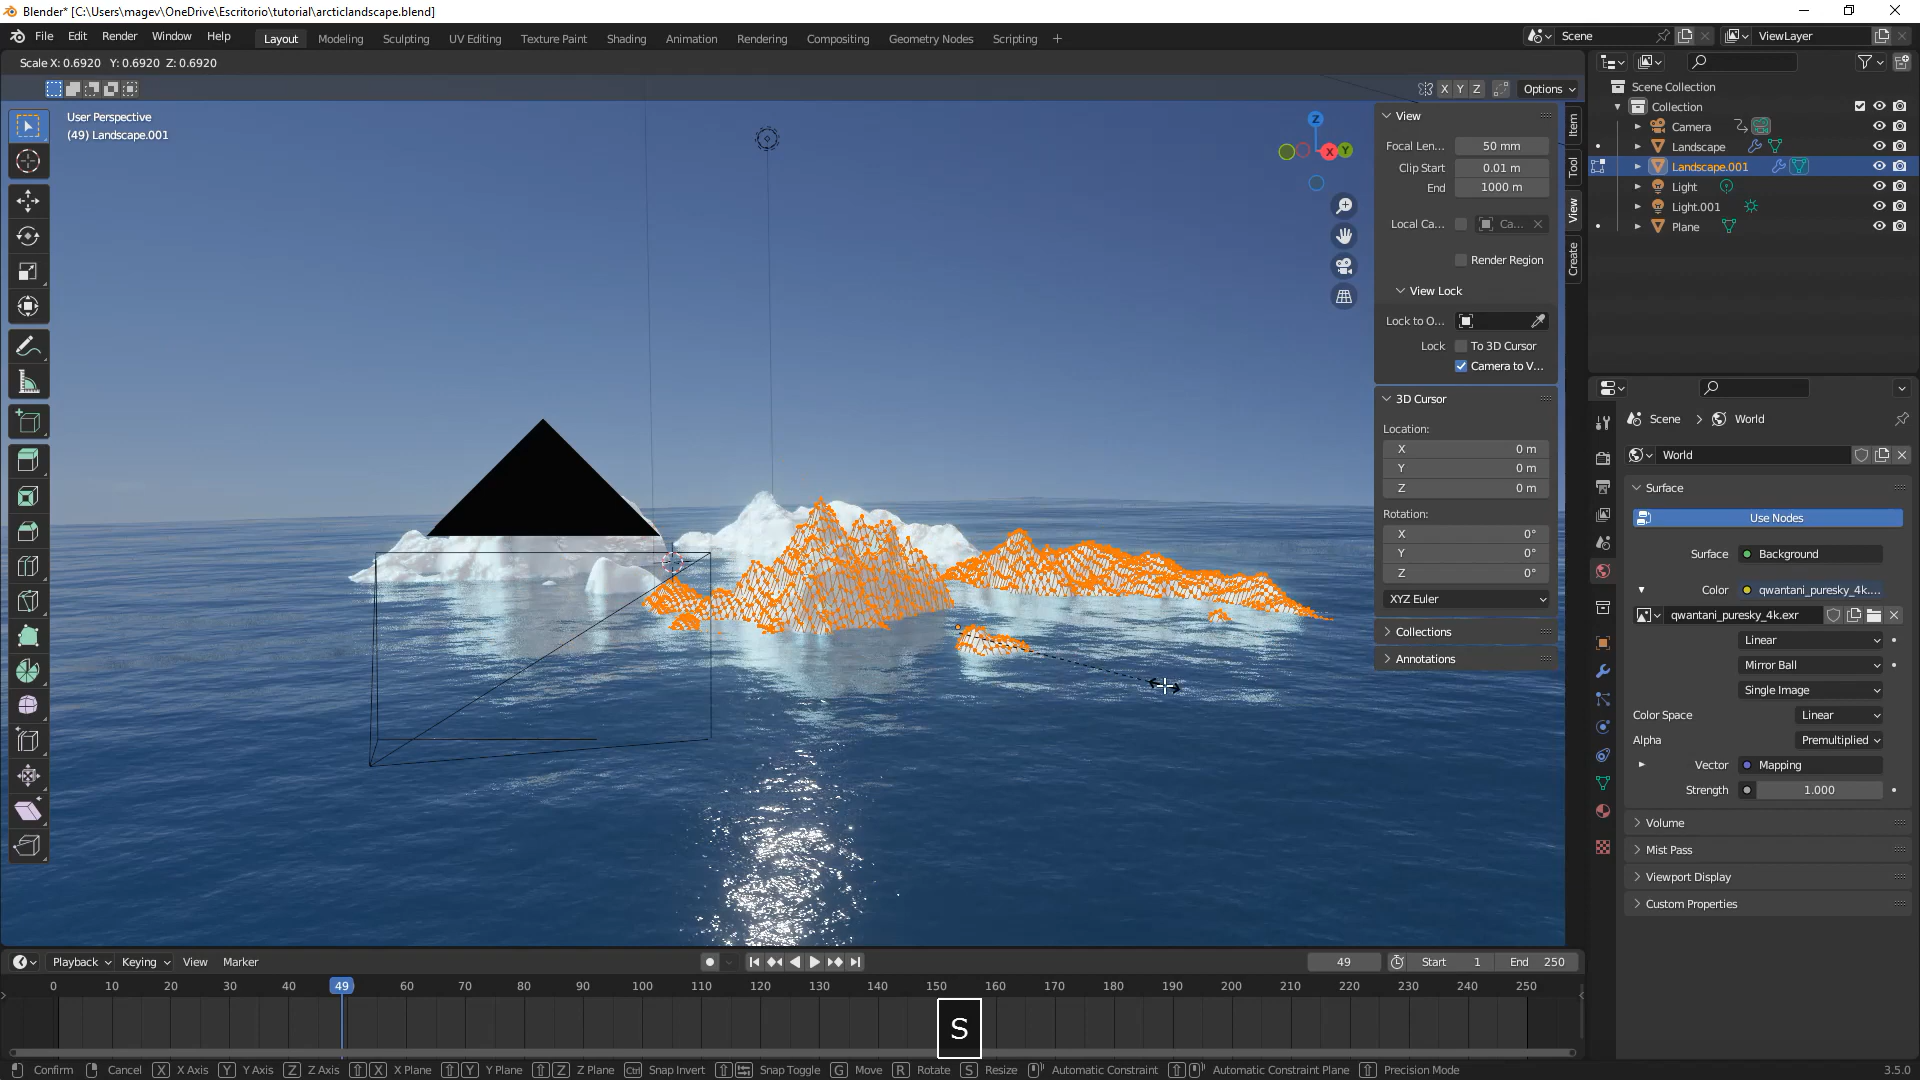 Blender* [C:\Users\magev\OneDrive\Escritorio\tutorial\arcticlandscape.blend]
File Edit Render Window Help Layout Modeling Sculpting UV Editing Texture Paint Shading Animation Rendering Compositing Geometry Nodes Scripting + Scene ViewLayer
Scale X: 0.6920 Y: 0.6920 Z: 0.6920
X Y Z Options
User Perspective
(49) Landscape.001
Z
X
Y
View
Focal Len... 50 mm
Clip Start 0.01 m
End 1000 m
Local Ca... Ca...
Render Region
View Lock
Lock to O...
Lock To 3D Cursor
Camera to V...
3D Cursor
Location:
X 0 m
Y 0 m
Z 0 m
Rotation:
X 0°
Y 0°
Z 0°
XYZ Euler
Collections
Annotations
Item
Tool
View
Create
Scene Collection
Collection
Camera
Landscape
Landscape.001
Light
Light.001
Plane
Scene > World
World
Surface
Use Nodes
Surface Background
Color qwantani_puresky_4k....
qwantani_puresky_4k.exr
Linear
Mirror Ball
Single Image
Color Space Linear
Alpha Premultiplied
Vector Mapping
Strength 1.000
Volume
Mist Pass
Viewport Display
Custom Properties
Playback Keying View Marker 49 Start 1 End 250
0 10 20 30 40 49 60 70 80 90 100 110 120 130 140 150 160 170 180 190 200 210 220 230 240 250
S
Confirm Cancel X X Axis Y Y Axis Z Z Axis X X Plane Y Y Plane Z Z Plane Ctrl Snap Invert Snap Toggle G Move R Rotate S Resize Automatic Constraint Automatic Constraint Plane Precision Mode 3.5.0